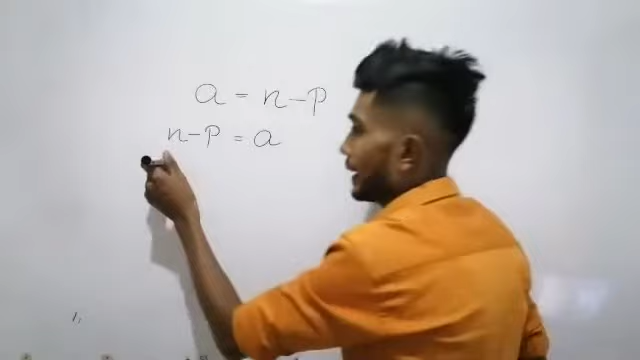 a = n - p
n - p = a